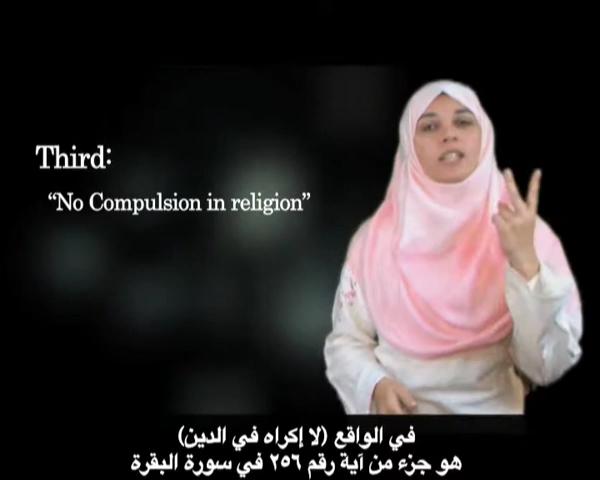 Third:
“No Compulsion in religion”
في الواقع (لا إكراه في الدين)
هو جزء من آية رقم ٢٥٦ في سورة البقرة